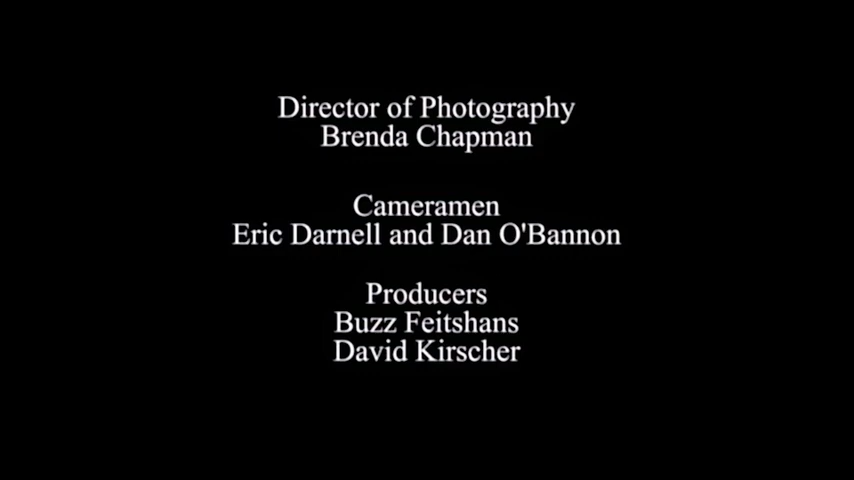 Director of Photography
Brenda Chapman
Cameramen
Eric Darnell and Dan O'Bannon
Producers
Buzz Feitshans
David Kirscher